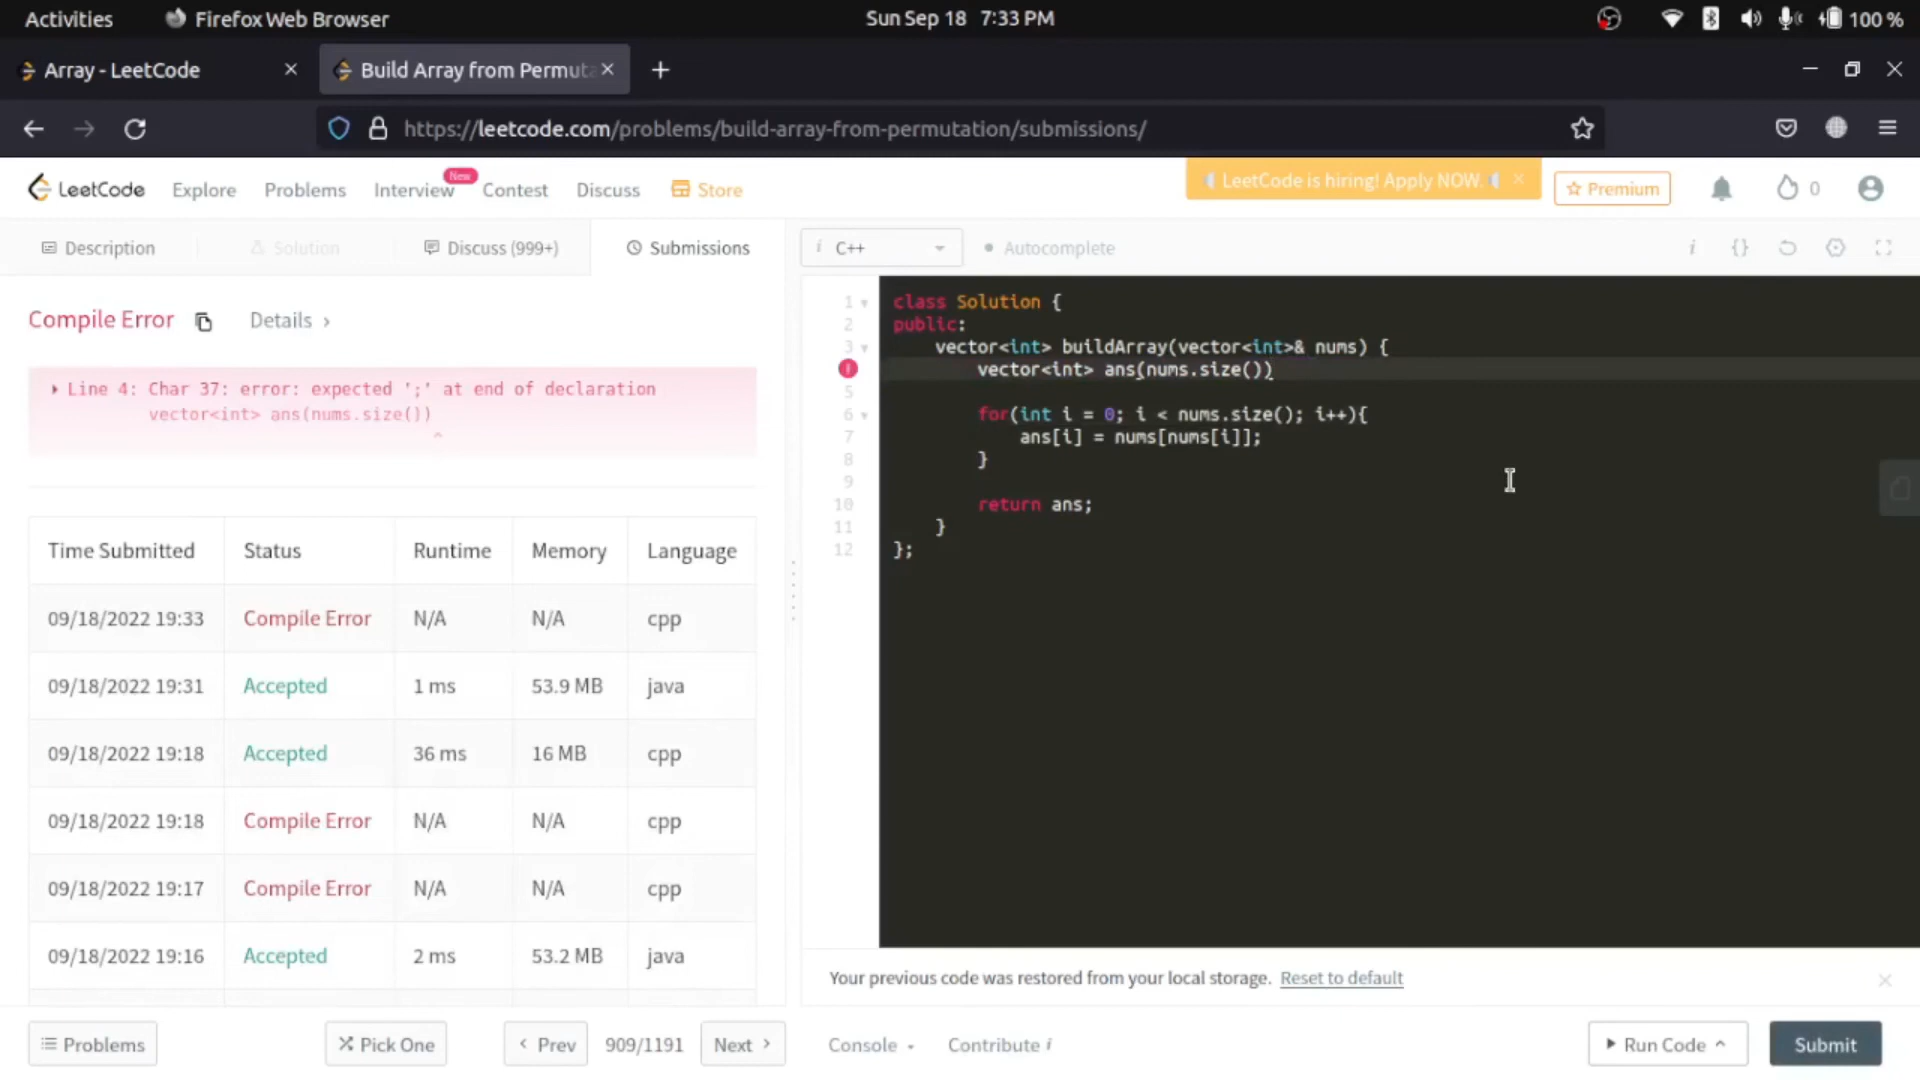 Activities Firefox Web Browser Sun Sep 18 7:33 PM 100 %
Array - LeetCode Build Array from Permuta
https://leetcode.com/problems/build-array-from-permutation/submissions/
LeetCode Explore Problems Interview New Contest Discuss Store LeetCode is hiring! Apply NOW. Premium 0
Description Solution Discuss (999+) Submissions i C++ Autocomplete i {}
Compile Error Details ›
Line 4: Char 37: error: expected ';' at end of declaration
vector<int> ans(nums.size())
^
Time Submitted Status Runtime Memory Language
09/18/2022 19:33 Compile Error N/A N/A cpp
09/18/2022 19:31 Accepted 1 ms 53.9 MB java
09/18/2022 19:18 Accepted 36 ms 16 MB cpp
09/18/2022 19:18 Compile Error N/A N/A cpp
09/18/2022 19:17 Compile Error N/A N/A cpp
09/18/2022 19:16 Accepted 2 ms 53.2 MB java
1 class Solution {
2 public:
3 vector<int> buildArray(vector<int>& nums) {
! vector<int> ans(nums.size())
5
6 for(int i = 0; i < nums.size(); i++){
7 ans[i] = nums[nums[i]];
8 }
9
10 return ans;
11 }
12 };
Your previous code was restored from your local storage. Reset to default
Problems Pick One ‹ Prev 909/1191 Next › Console Contribute i Run Code Submit